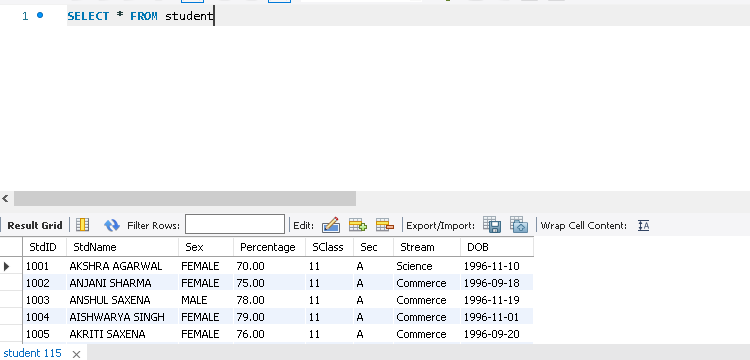 1 SELECT * FROM student
Result Grid Filter Rows: Edit: Export/Import: Wrap Cell Content:
StdID StdName Sex Percentage SClass Sec Stream DOB
1001 AKSHRA AGARWAL FEMALE 70.00 11 A Science 1996-11-10
1002 ANJANI SHARMA FEMALE 75.00 11 A Commerce 1996-09-18
1003 ANSHUL SAXENA MALE 78.00 11 A Commerce 1996-11-19
1004 AISHWARYA SINGH FEMALE 79.00 11 A Commerce 1996-11-01
1005 AKRITI SAXENA FEMALE 76.00 11 A Commerce 1996-09-20
student 115